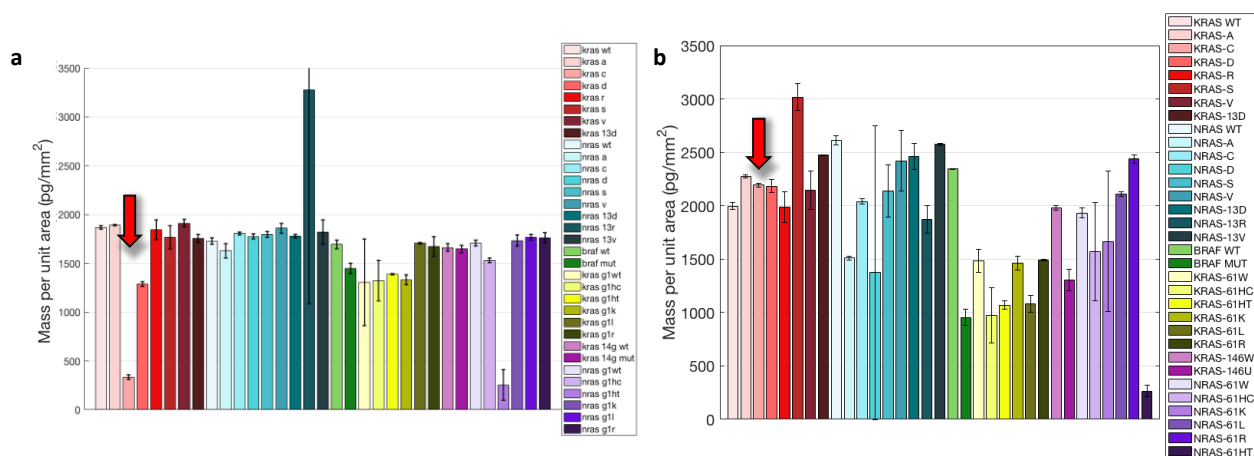 a
Mass per unit area (pg/mm²)
3500
3000
2500
2000
1500
1000
500
0
kras wt
kras a
kras c
kras d
kras r
kras s
kras v
kras 13d
nras wt
nras a
nras c
nras d
nras s
nras v
nras 13d
nras 13r
nras 13v
braf wt
braf mut
kras g1wt
kras g1hc
kras g1ht
kras g1k
kras g1l
kras g1r
kras 14g wt
kras 14g mut
nras g1wt
nras g1hc
nras g1ht
nras g1k
nras g1l
nras g1r
b
Mass per unit area (pg/mm²)
3500
3000
2500
2000
1500
1000
500
0
KRAS WT
KRAS-A
KRAS-C
KRAS-D
KRAS-R
KRAS-S
KRAS-V
KRAS-13D
NRAS WT
NRAS-A
NRAS-C
NRAS-D
NRAS-S
NRAS-V
NRAS-13D
NRAS-13R
NRAS-13V
BRAF WT
BRAF MUT
KRAS-61W
KRAS-61HC
KRAS-61HT
KRAS-61K
KRAS-61L
KRAS-61R
KRAS-146W
KRAS-146U
NRAS-61W
NRAS-61HC
NRAS-61K
NRAS-61L
NRAS-61R
NRAS-61HT